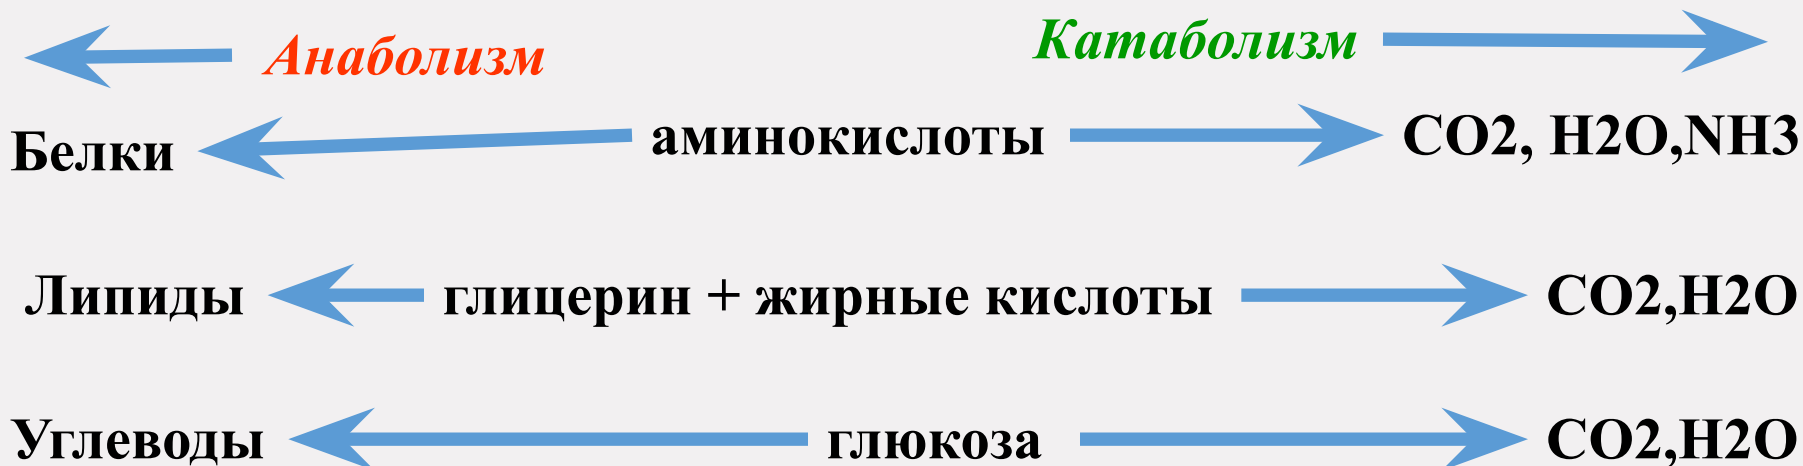 Анаболизм Катаболизм
Белки аминокислоты CO2, H2O,NH3
Липиды глицерин + жирные кислоты CO2,H2O
Углеводы глюкоза CO2,H2O